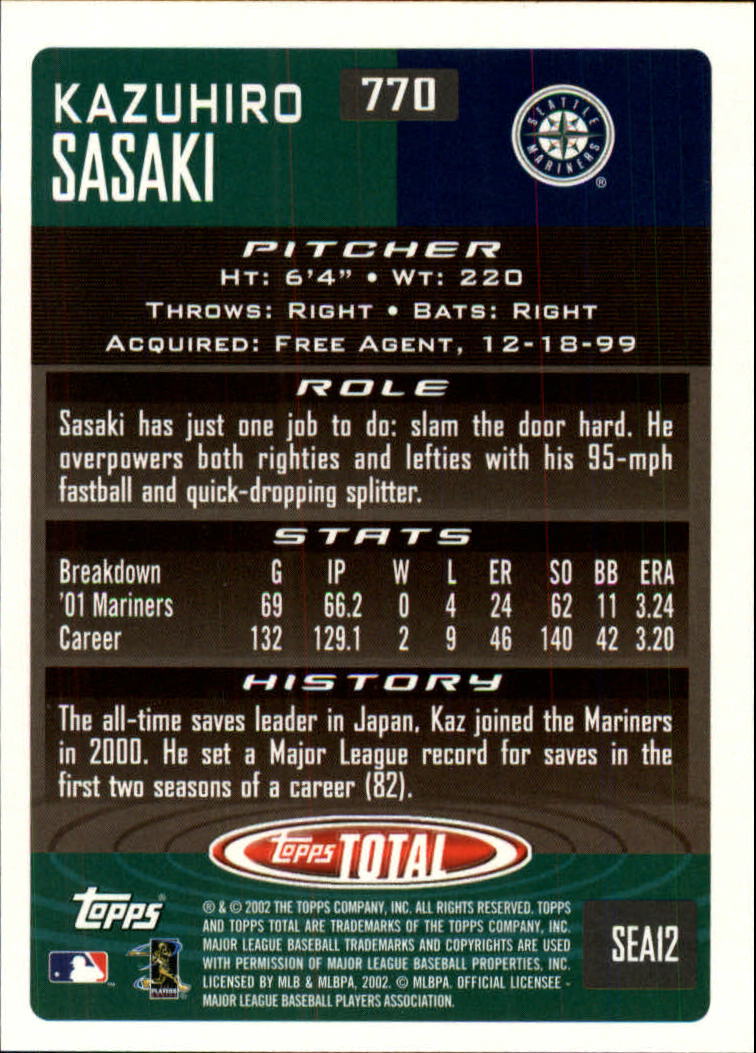 KAZUHIRO
SASAKI
770
SEATTLE
MARINERS
®
PITCHER
HT: 6'4" • WT: 220
THROWS: RIGHT • BATS: RIGHT
ACQUIRED: FREE AGENT, 12-18-99
ROLE
Sasaki has just one job to do: slam the door hard. He
overpowers both righties and lefties with his 95-mph
fastball and quick-dropping splitter.
STATS
Breakdown G IP W L ER SO BB ERA
'01 Mariners 69 66.2 0 4 24 62 11 3.24
Career 132 129.1 2 9 46 140 42 3.20
HISTORY
The all-time saves leader in Japan, Kaz joined the Mariners
in 2000. He set a Major League record for saves in the
first two seasons of a career (82).
topps TOTAL
topps®
® & © 2002 THE TOPPS COMPANY, INC. ALL RIGHTS RESERVED. TOPPS
AND TOPPS TOTAL ARE TRADEMARKS OF THE TOPPS COMPANY, INC.
MAJOR LEAGUE BASEBALL TRADEMARKS AND COPYRIGHTS ARE USED
WITH PERMISSION OF MAJOR LEAGUE BASEBALL PROPERTIES, INC.
LICENSED BY MLB & MLBPA, 2002. © MLBPA. OFFICIAL LICENSEE -
MAJOR LEAGUE BASEBALL PLAYERS ASSOCIATION.
PLAYERS
SEA12